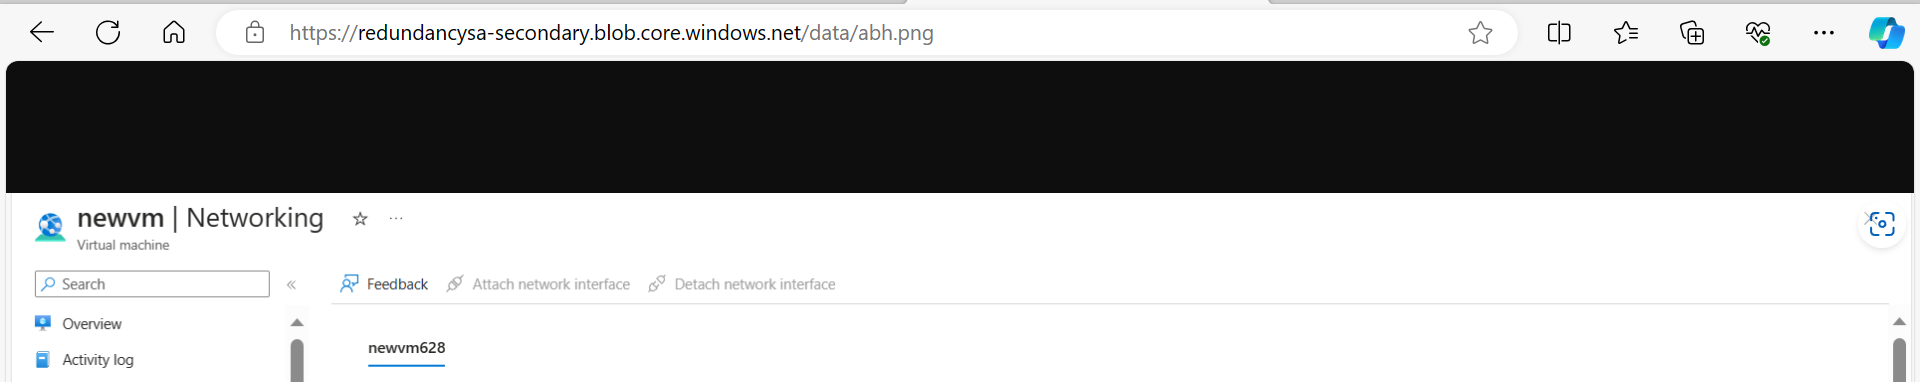 https://redundancysa-secondary.blob.core.windows.net/data/abh.png
newvm | Networking
Virtual machine
Search
Feedback
Attach network interface
Detach network interface
Overview
newvm628
Activity log